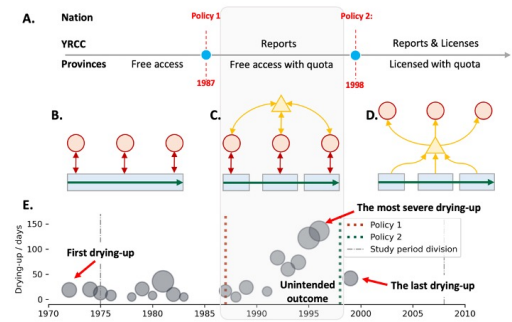 A.
Nation
Policy 1
Policy 2:
YRCC
Reports
Reports & Licenses
Provinces
Free access
Free access with quota
Licensed with quota
1987
1998
B.
C.
D.
E.
The most severe drying-up
First drying-up
Policy 1
Policy 2
Study period division
Unintended
outcome
The last drying-up
Drying-up / days
150
100
50
0
1970
1975
1980
1985
1990
1995
2000
2005
2010